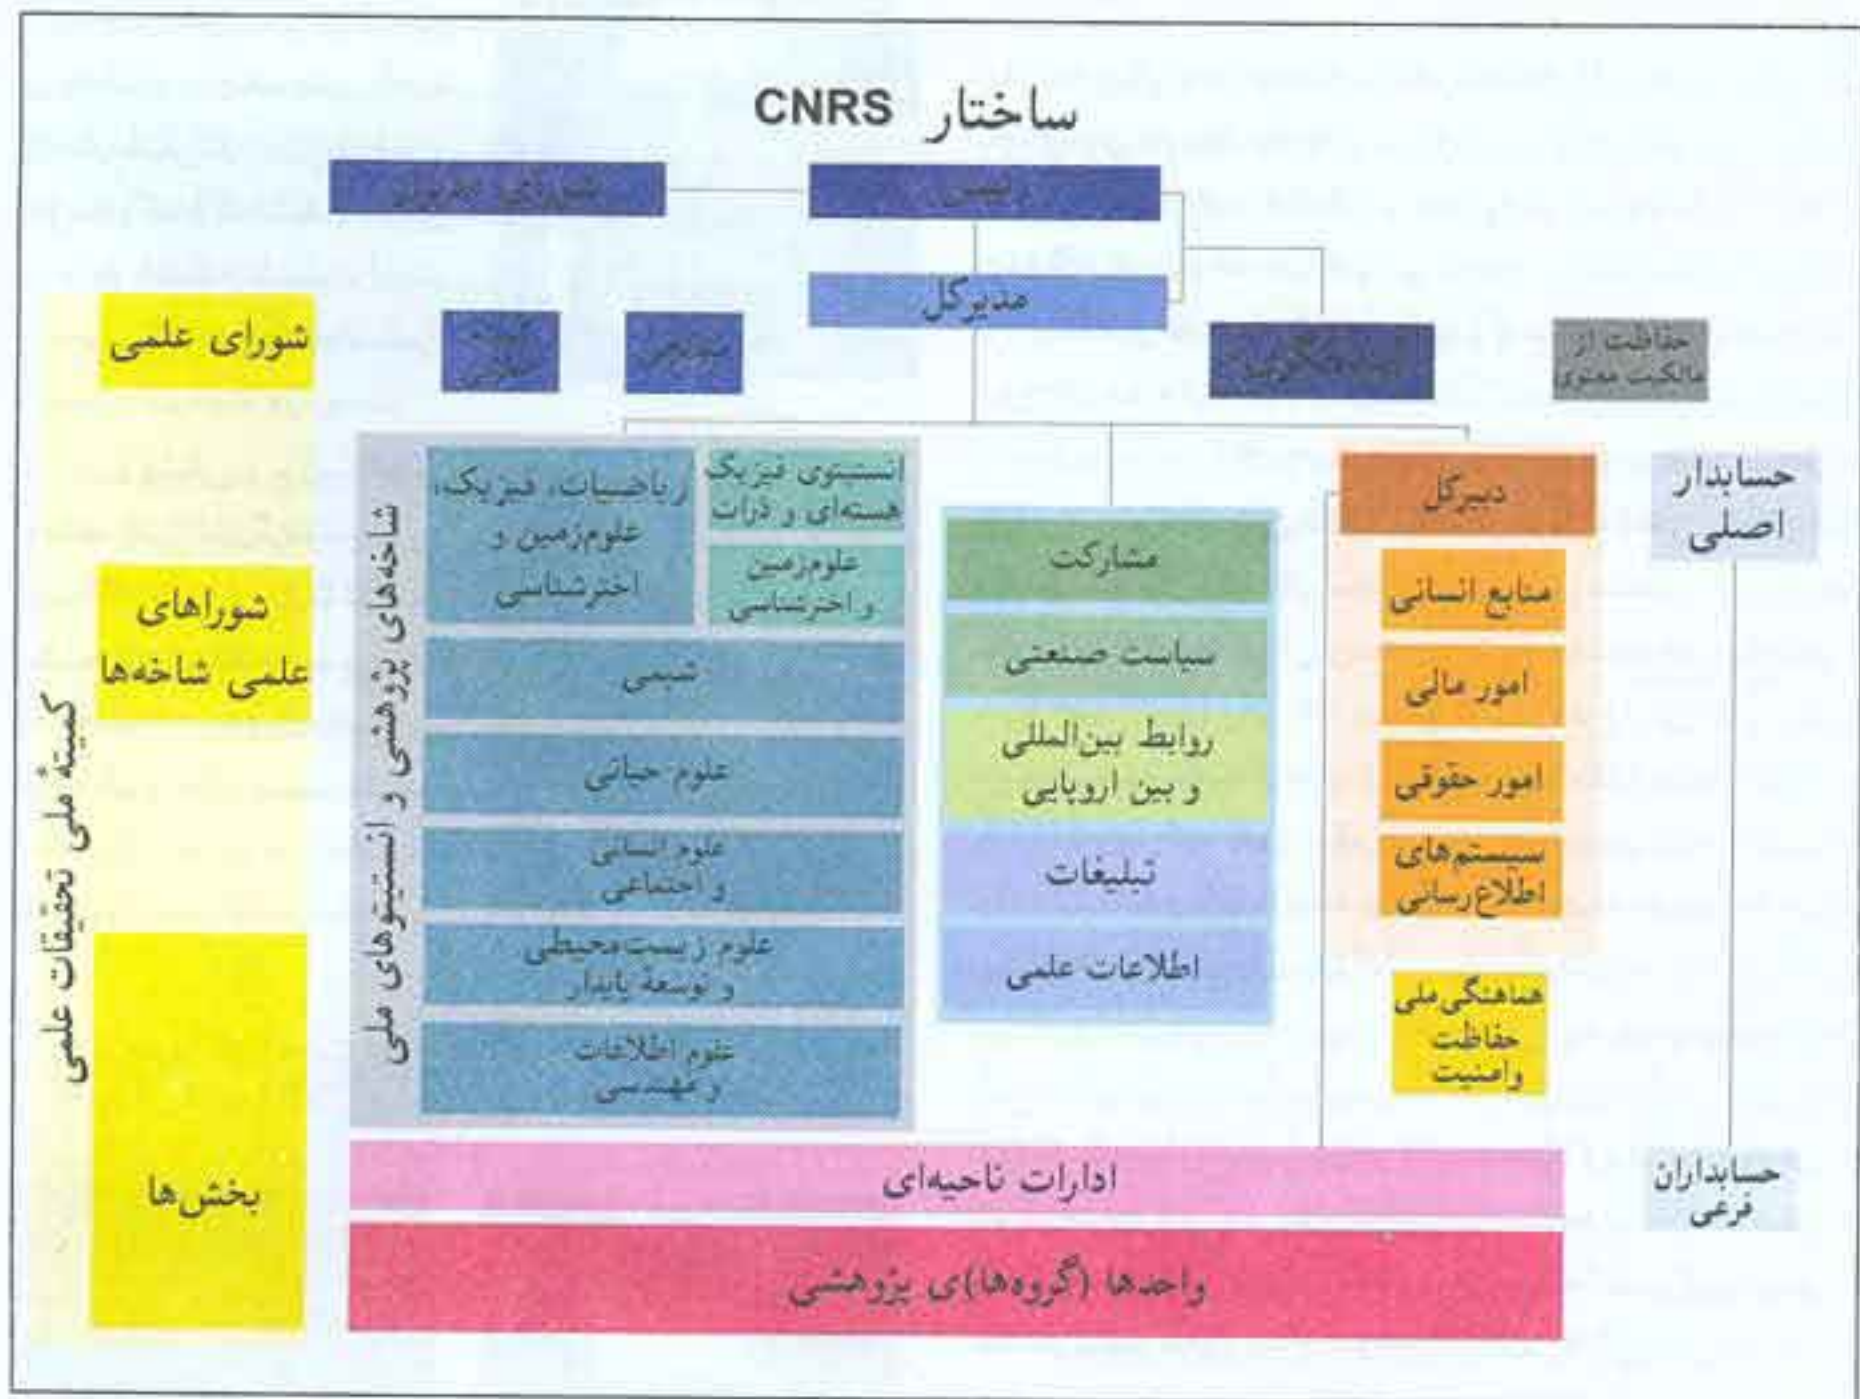 ساختار CNRS
رئیس
شورای مدیران
مدیرکل
حفاظت از
مالکیت معنوی
شورای علمی
شوراهای
علمی شاخه‌ها
بخش‌ها
کمیتهٔ ملی تحقیقات علمی
شاخه‌های پژوهشی و انستیتوهای ملی
ریاضیات، فیزیک،
علوم‌زمین و
اخترشناسی
انستیتوی فیزیک
هسته‌ای و ذرات
علوم‌زمین
و اخترشناسی
شیمی
علوم حیاتی
علوم انسانی
و اجتماعی
علوم زیست‌محیطی
و توسعهٔ پایدار
علوم اطلاعات
و مهندسی
مشارکت
سیاست صنعتی
روابط بین‌المللی
و بین اروپایی
تبلیغات
اطلاعات علمی
دبیرکل
منابع انسانی
امور مالی
امور حقوقی
سیستم‌های
اطلاع‌رسانی
هماهنگی ملی
حفاظت
وامنیت
حسابدار
اصلی
حسابداران
فرعی
ادارات ناحیه‌ای
واحدها (گروه‌ها)ی پژوهشی